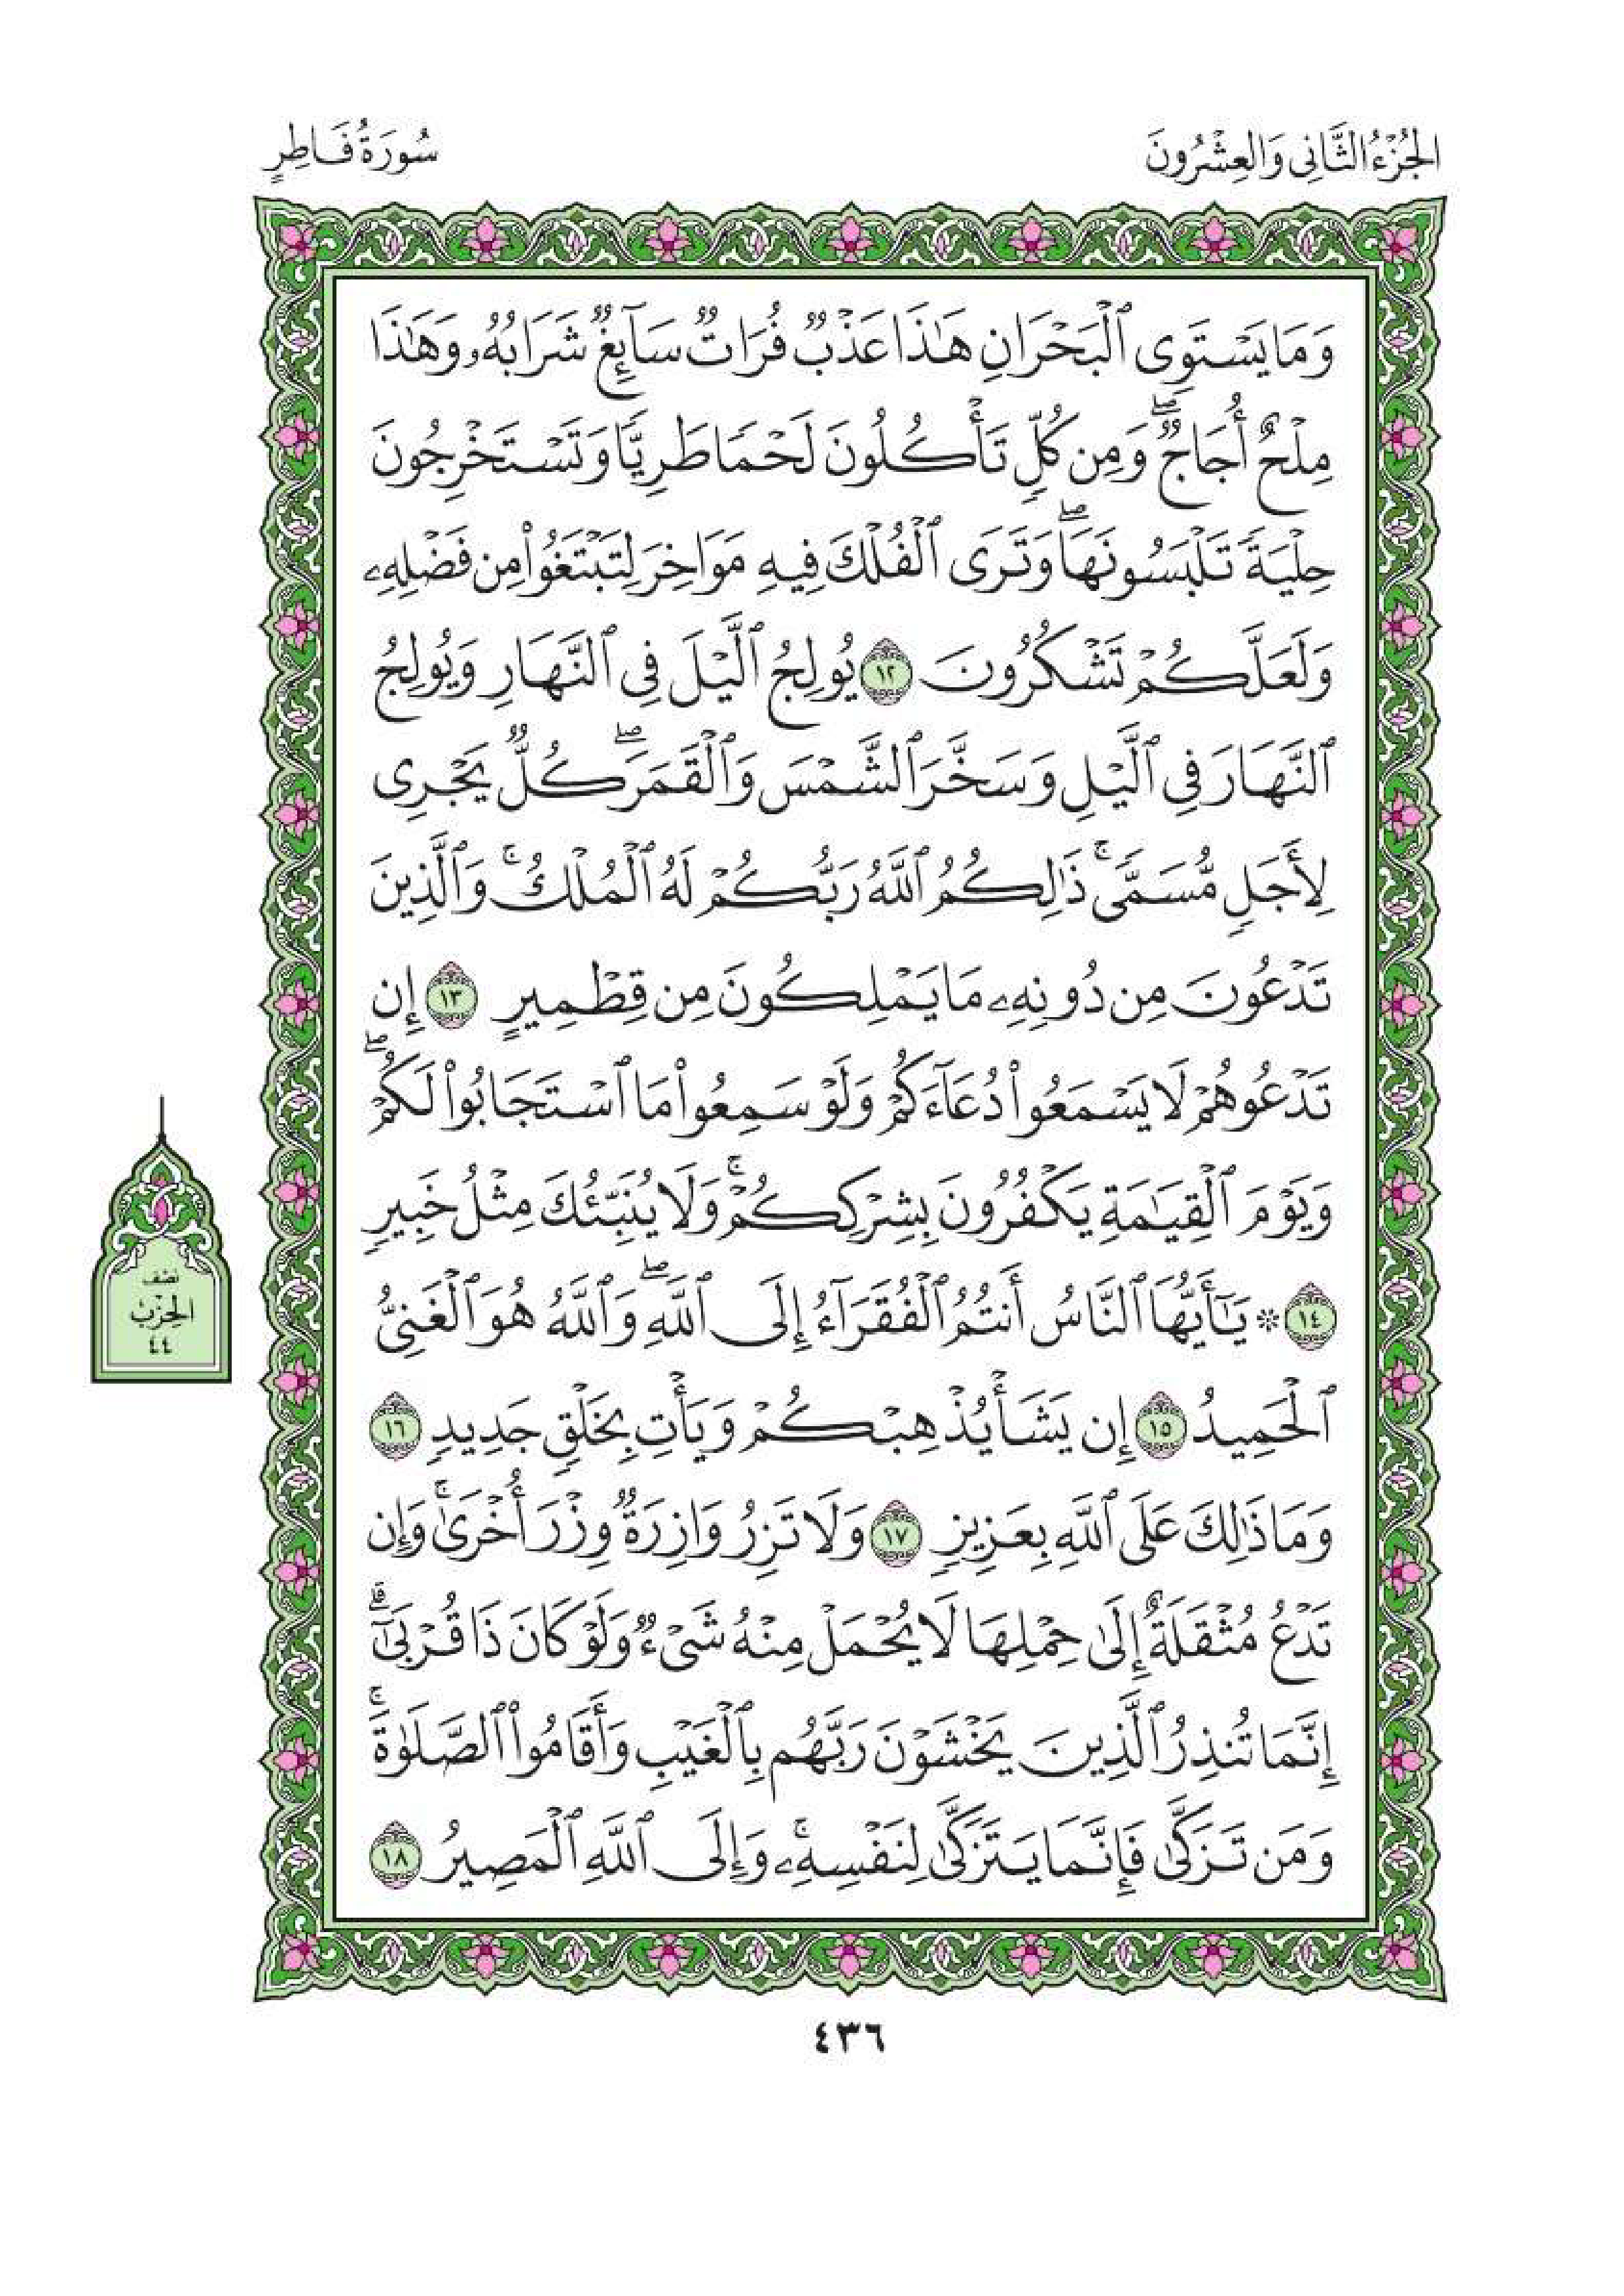 الجُزْءُ الثَّانِي وَالعِشْرُونَ
سُورَةُ فَاطِرٍ
وَمَا يَسْتَوِى ٱلْبَحْرَانِ هَـٰذَا عَذْبٌ فُرَاتٌ سَآئِغٌ شَرَابُهُۥ وَهَـٰذَا
مِلْحٌ أُجَاجٌ ۖ وَمِن كُلٍّ تَأْكُلُونَ لَحْمًا طَرِيًّا وَتَسْتَخْرِجُونَ
حِلْيَةً تَلْبَسُونَهَا ۖ وَتَرَى ٱلْفُلْكَ فِيهِ مَوَاخِرَ لِتَبْتَغُوا۟ مِن فَضْلِهِۦ
وَلَعَلَّكُمْ تَشْكُرُونَ ١٢ يُولِجُ ٱلَّيْلَ فِى ٱلنَّهَارِ وَيُولِجُ
ٱلنَّهَارَ فِى ٱلَّيْلِ وَسَخَّرَ ٱلشَّمْسَ وَٱلْقَمَرَ ۖ كُلٌّ يَجْرِى
لِأَجَلٍ مُّسَمًّى ۚ ذَٰلِكُمُ ٱللَّهُ رَبُّكُمْ لَهُ ٱلْمُلْكُ ۚ وَٱلَّذِينَ
تَدْعُونَ مِن دُونِهِۦ مَا يَمْلِكُونَ مِن قِطْمِيرٍ ١٣ إِن
تَدْعُوهُمْ لَا يَسْمَعُوا۟ دُعَآءَكُمْ وَلَوْ سَمِعُوا۟ مَا ٱسْتَجَابُوا۟ لَكُمْ ۖ
وَيَوْمَ ٱلْقِيَـٰمَةِ يَكْفُرُونَ بِشِرْكِكُمْ ۚ وَلَا يُنَبِّئُكَ مِثْلُ خَبِيرٍ
١٤ ۞ يَـٰٓأَيُّهَا ٱلنَّاسُ أَنتُمُ ٱلْفُقَرَآءُ إِلَى ٱللَّهِ ۖ وَٱللَّهُ هُوَ ٱلْغَنِىُّ
ٱلْحَمِيدُ ١٥ إِن يَشَأْ يُذْهِبْكُمْ وَيَأْتِ بِخَلْقٍ جَدِيدٍ ١٦
وَمَا ذَٰلِكَ عَلَى ٱللَّهِ بِعَزِيزٍ ١٧ وَلَا تَزِرُ وَازِرَةٌ وِزْرَ أُخْرَىٰ ۚ وَإِن
تَدْعُ مُثْقَلَةٌ إِلَىٰ حِمْلِهَا لَا يُحْمَلْ مِنْهُ شَىْءٌ وَلَوْ كَانَ ذَا قُرْبَىٰٓ ۗ
إِنَّمَا تُنذِرُ ٱلَّذِينَ يَخْشَوْنَ رَبَّهُم بِٱلْغَيْبِ وَأَقَامُوا۟ ٱلصَّلَوٰةَ ۚ
وَمَن تَزَكَّىٰ فَإِنَّمَا يَتَزَكَّىٰ لِنَفْسِهِۦ ۚ وَإِلَى ٱللَّهِ ٱلْمَصِيرُ ١٨
نصْف
الحِزْب
٤٤
٤٣٦